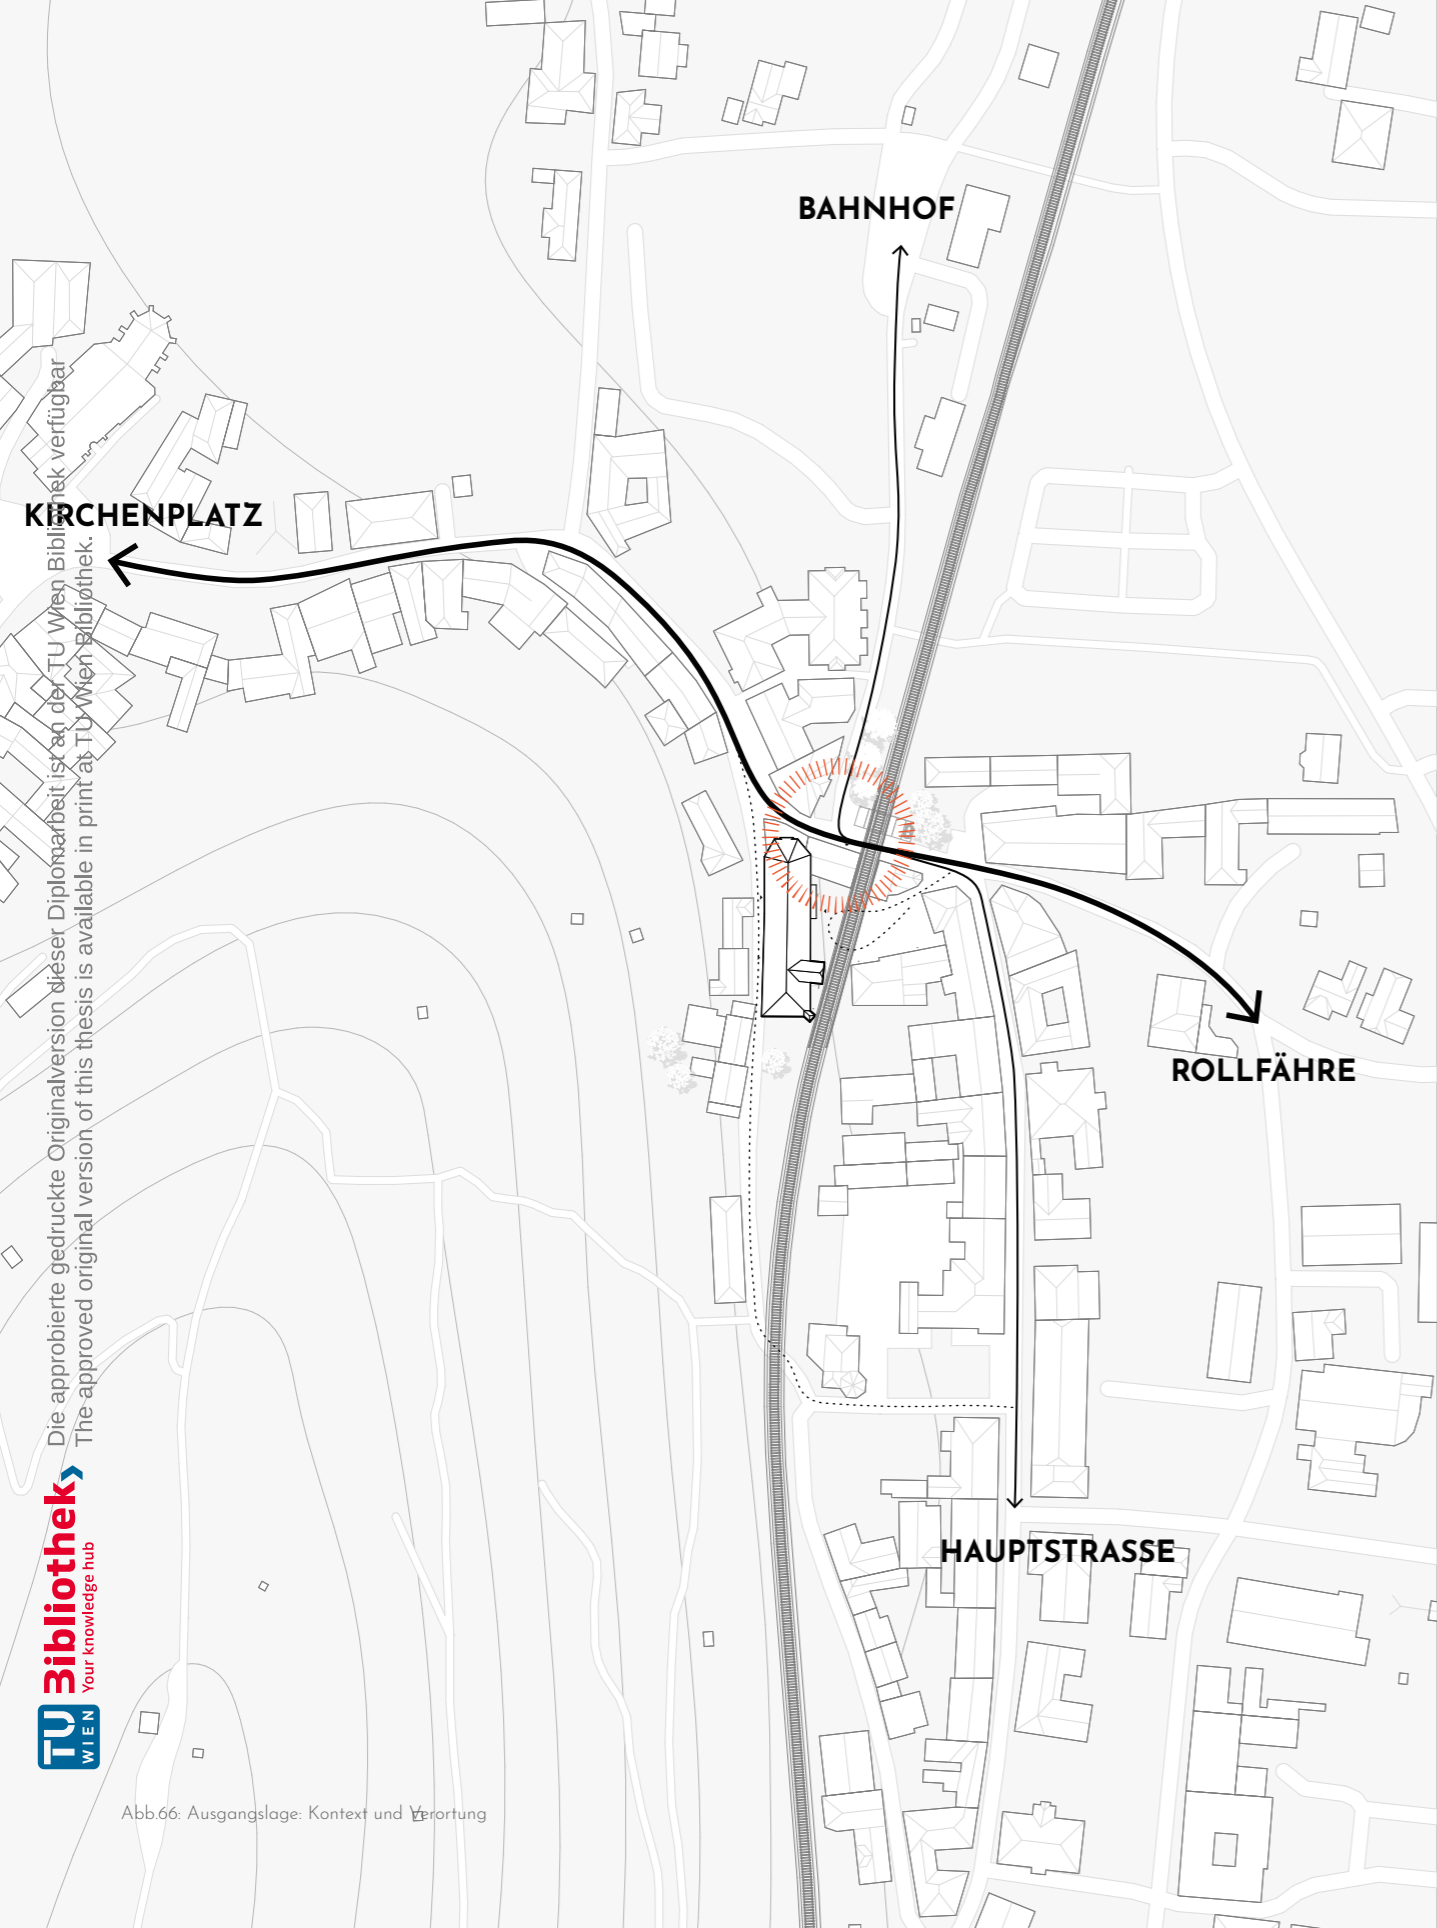 BAHNHOF
KIRCHENPLATZ
ROLLFÄHRE
HAUPTSTRASSE
Abb.66: Ausgangslage: Kontext und Verortung
Die approbierte gedruckte Originalversion dieser Diplomarbeit ist an der TU Wien Bibliothek verfügbar
The approved original version of this thesis is available in print at TU Wien Bibliothek.
TU WIEN
Bibliothek
Your knowledge hub